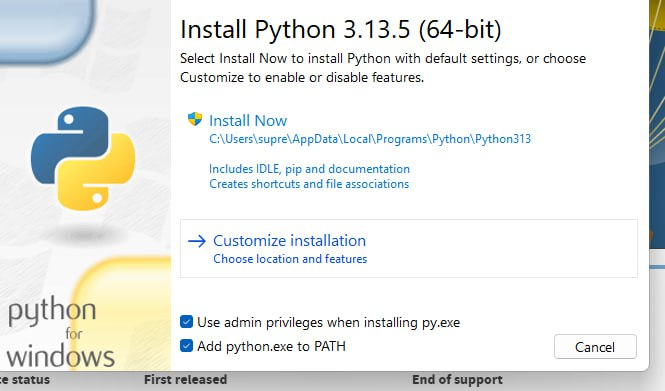 Install Python 3.13.5 (64-bit)
Select Install Now to install Python with default settings, or choose
Customize to enable or disable features.
Install Now
C:\Users\supre\AppData\Local\Programs\Python\Python313
Includes IDLE, pip and documentation
Creates shortcuts and file associations
Customize installation
Choose location and features
Use admin privileges when installing py.exe
Add python.exe to PATH
Cancel
python
for
windows
ce status First released End of support